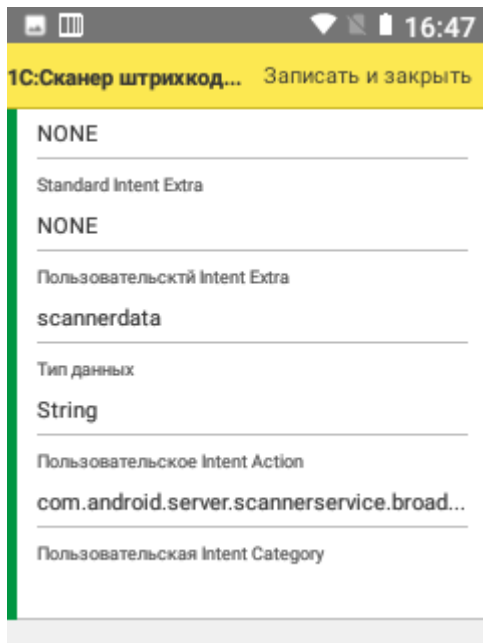 16:47
1С:Сканер штрихкод... Записать и закрыть
NONE
Standard Intent Extra
NONE
Пользовательсктй Intent Extra
scannerdata
Тип данных
String
Пользовательское Intent Action
com.android.server.scannerservice.broad...
Пользовательская Intent Category